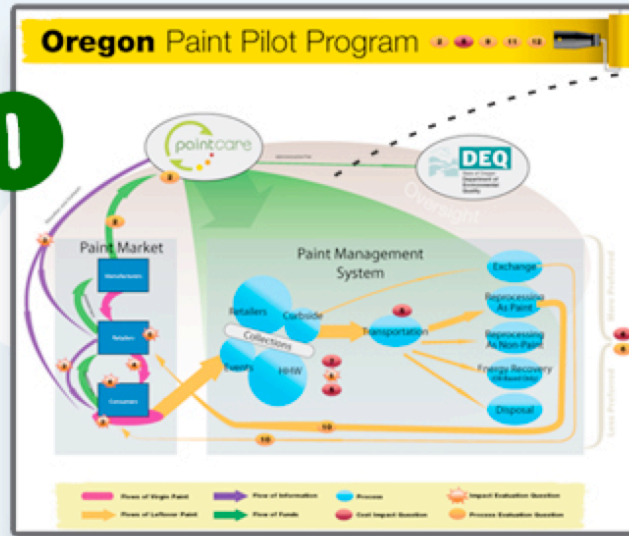 Oregon Paint Pilot Program
1
paintcare
DEQ
State of Oregon
Department of
Environmental
Quality
Oversight
Paint Market
Manufacturers
Retailers
Consumers
Paint Management
System
Retailers
Curbside
Collections
Events
HHW
Transportation
Exchange
Reprocessing
As Paint
Reprocessing
As Non-Paint
Energy Recovery
Disposal
More Preferred
Less Preferred
10
10
Flows of Virgin Paint
Flow of Information
Process
Impact Evaluation Question
Flows of Leftover Paint
Flow of Funds
Cost Impact Question
Process Evaluation Question